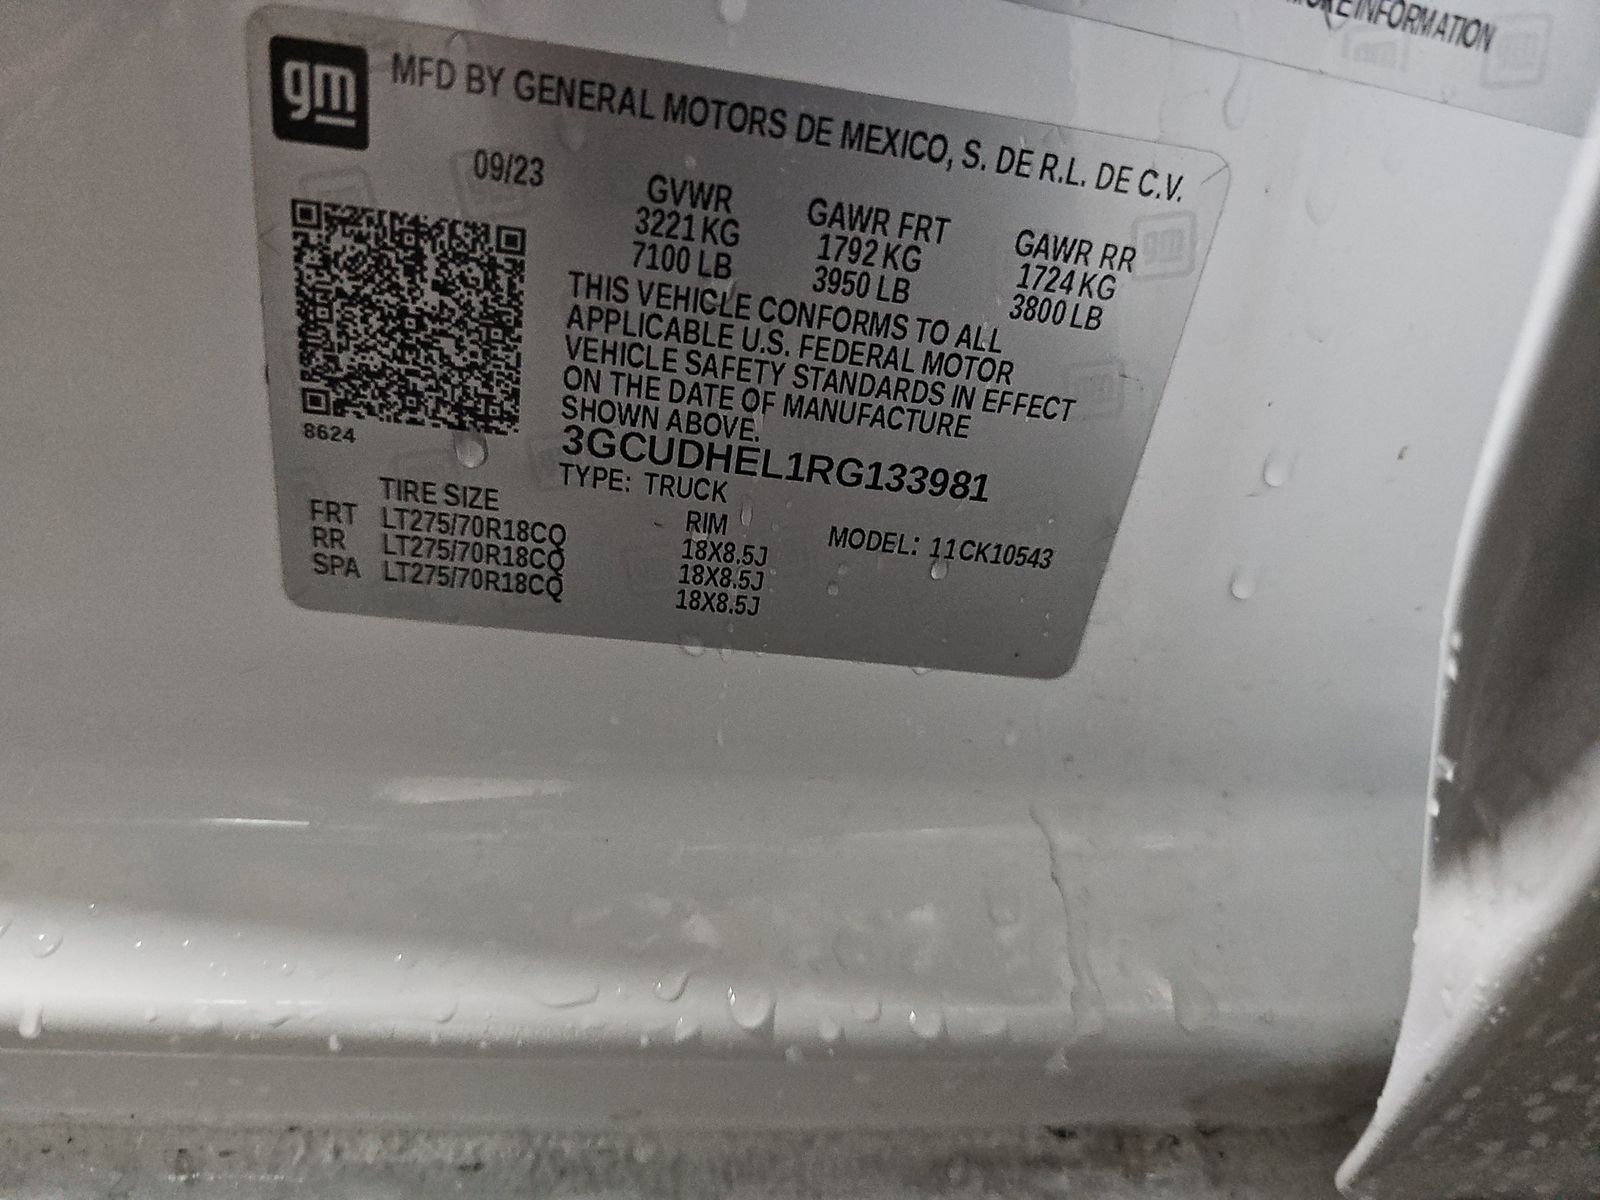 MORE INFORMATION
gm
MFD BY GENERAL MOTORS DE MEXICO, S. DE R.L. DE C.V.
09/23
GVWR
3221 KG
7100 LB
GAWR FRT
1792 KG
3950 LB
GAWR RR
1724 KG
3800 LB
THIS VEHICLE CONFORMS TO ALL
APPLICABLE U.S. FEDERAL MOTOR
VEHICLE SAFETY STANDARDS IN EFFECT
ON THE DATE OF MANUFACTURE
SHOWN ABOVE.
8624
3GCUDHEL1RG133981
TYPE: TRUCK
MODEL: 11CK10543
TIRE SIZE RIM
FRT LT275/70R18CQ 18X8.5J
RR LT275/70R18CQ 18X8.5J
SPA LT275/70R18CQ 18X8.5J